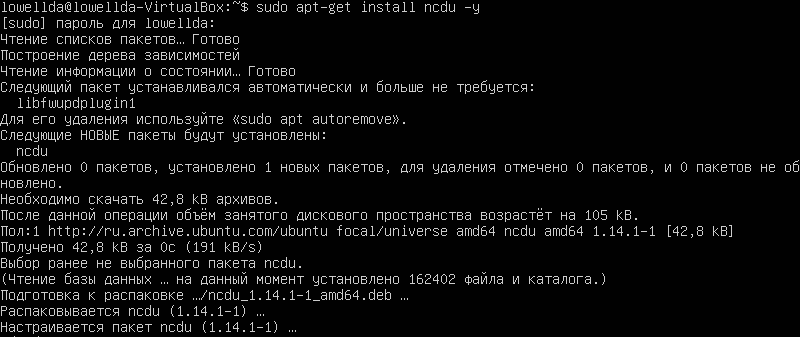 lowellda@lowellda-VirtualBox:~$ sudo apt-get install ncdu -y
[sudo] пароль для lowellda:
Чтение списков пакетов… Готово
Построение дерева зависимостей
Чтение информации о состоянии… Готово
Следующий пакет устанавливался автоматически и больше не требуется:
  libfwupdplugin1
Для его удаления используйте «sudo apt autoremove».
Следующие НОВЫЕ пакеты будут установлены:
  ncdu
Обновлено 0 пакетов, установлено 1 новых пакетов, для удаления отмечено 0 пакетов, и 0 пакетов не об
новлено.
Необходимо скачать 42,8 kB архивов.
После данной операции объём занятого дискового пространства возрастёт на 105 kB.
Пол:1 http://ru.archive.ubuntu.com/ubuntu focal/universe amd64 ncdu amd64 1.14.1-1 [42,8 kB]
Получено 42,8 kB за 0с (191 kB/s)
Выбор ранее не выбранного пакета ncdu.
(Чтение базы данных … на данный момент установлено 162402 файла и каталога.)
Подготовка к распаковке …/ncdu_1.14.1-1_amd64.deb …
Распаковывается ncdu (1.14.1-1) …
Настраивается пакет ncdu (1.14.1-1) …